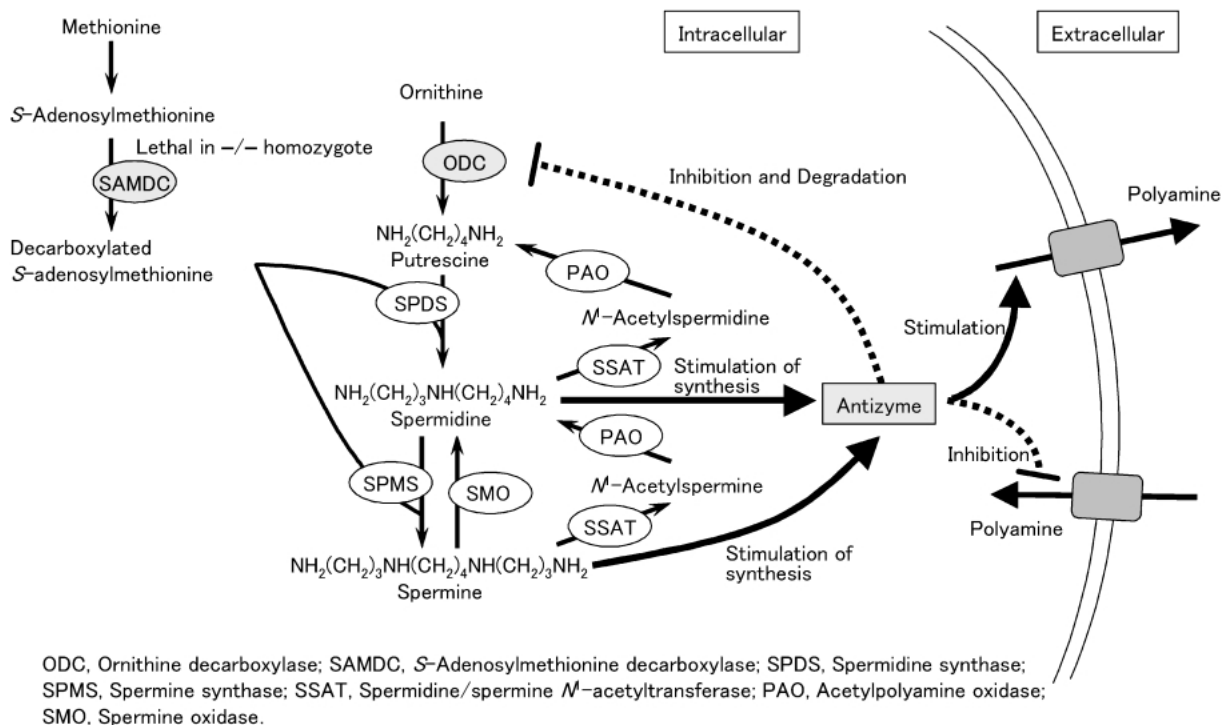 Methionine
Intracellular
Extracellular
S-Adenosylmethionine
Ornithine
Lethal in -/- homozygote
SAMDC
ODC
Inhibition and Degradation
Polyamine
Decarboxylated
S-adenosylmethionine
NH2(CH2)4NH2
Putrescine
PAO
SPDS
N1-Acetylspermidine
Stimulation
SSAT
Stimulation of
synthesis
NH2(CH2)3NH(CH2)4NH2
Spermidine
Antizyme
PAO
Inhibition
SPMS
SMO
N1-Acetylspermine
SSAT
Polyamine
Stimulation of
synthesis
NH2(CH2)3NH(CH2)4NH(CH2)3NH2
Spermine
ODC, Ornithine decarboxylase; SAMDC, S-Adenosylmethionine decarboxylase; SPDS, Spermidine synthase;
SPMS, Spermine synthase; SSAT, Spermidine/spermine N1-acetyltransferase; PAO, Acetylpolyamine oxidase;
SMO, Spermine oxidase.